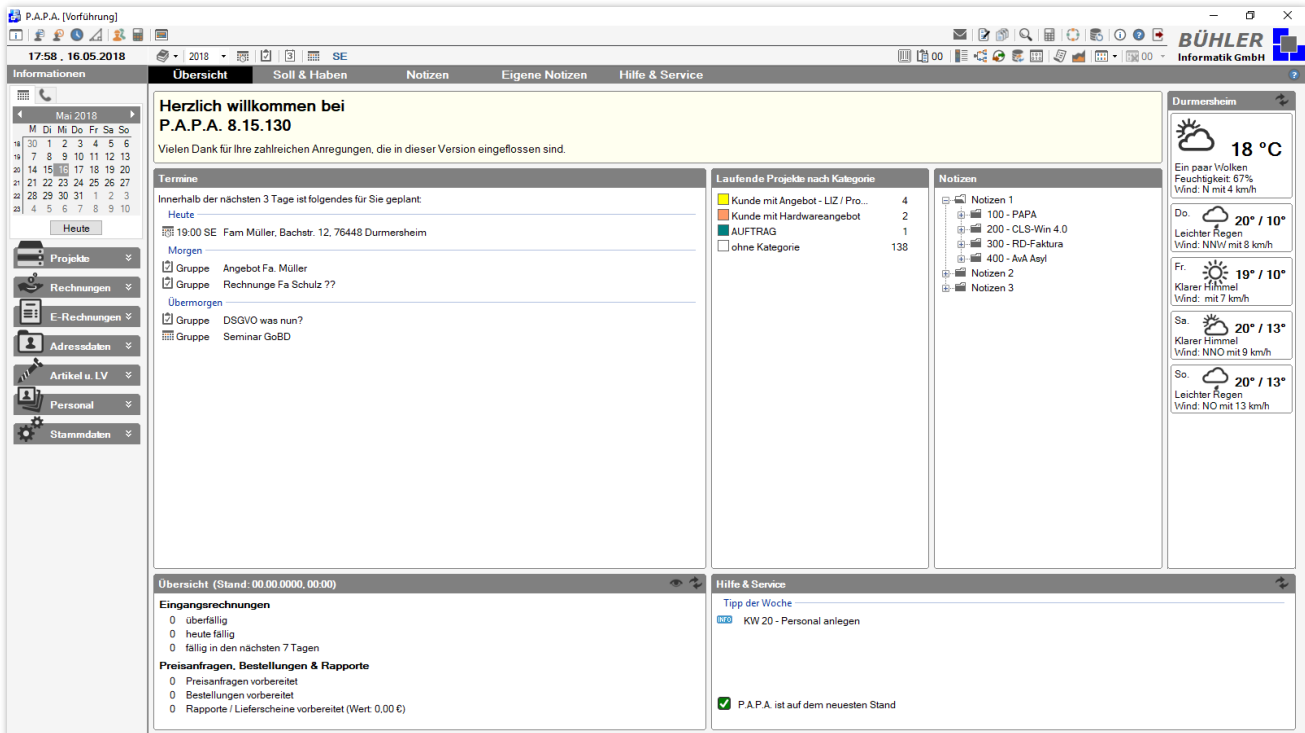 P.A.P.A. [Vorführung]
17:58 , 16.05.2018
2018
3
SE
00
00
BÜHLER
Informatik GmbH
Informationen
Übersicht
Soll & Haben
Notizen
Eigene Notizen
Hilfe & Service
Mai 2018
M Di Mi Do Fr Sa So
18 30 1 2 3 4 5 6
19 7 8 9 10 11 12 13
20 14 15 16 17 18 19 20
21 21 22 23 24 25 26 27
22 28 29 30 31 1 2 3
23 4 5 6 7 8 9 10
Heute
Projekte
Rechnungen
E-Rechnungen
Adressdaten
Artikel u. LV
Personal
Stammdaten
Herzlich willkommen bei
P.A.P.A. 8.15.130
Vielen Dank für Ihre zahlreichen Anregungen, die in dieser Version eingeflossen sind.
Termine
Innerhalb der nächsten 3 Tage ist folgendes für Sie geplant:
Heute
19:00 SE Fam Müller, Bachstr. 12, 76448 Durmersheim
Morgen
Gruppe Angebot Fa. Müller
Gruppe Rechnunge Fa Schulz ??
Übermorgen
Gruppe DSGVO was nun?
Gruppe Seminar GoBD
Laufende Projekte nach Kategorie
Kunde mit Angebot - LIZ / Pro... 4
Kunde mit Hardwareangebot 2
AUFTRAG 1
ohne Kategorie 138
Notizen
Notizen 1
100 - PAPA
200 - CLS-Win 4.0
300 - RD-Faktura
400 - AvA Asyl
Notizen 2
Notizen 3
Durmersheim
18 °C
Ein paar Wolken
Feuchtigkeit: 67%
Wind: N mit 4 km/h
Do. 20° / 10°
Leichter Regen
Wind: NNW mit 8 km/h
Fr. 19° / 10°
Klarer Himmel
Wind: mit 7 km/h
Sa. 20° / 13°
Klarer Himmel
Wind: NNO mit 9 km/h
So. 20° / 13°
Leichter Regen
Wind: NO mit 13 km/h
Übersicht (Stand: 00.00.0000, 00:00)
Eingangsrechnungen
0 überfällig
0 heute fällig
0 fällig in den nächsten 7 Tagen
Preisanfragen, Bestellungen & Rapporte
0 Preisanfragen vorbereitet
0 Bestellungen vorbereitet
0 Rapporte / Lieferscheine vorbereitet (Wert: 0,00 €)
Hilfe & Service
Tipp der Woche
INFO KW 20 - Personal anlegen
P.A.P.A. ist auf dem neuesten Stand